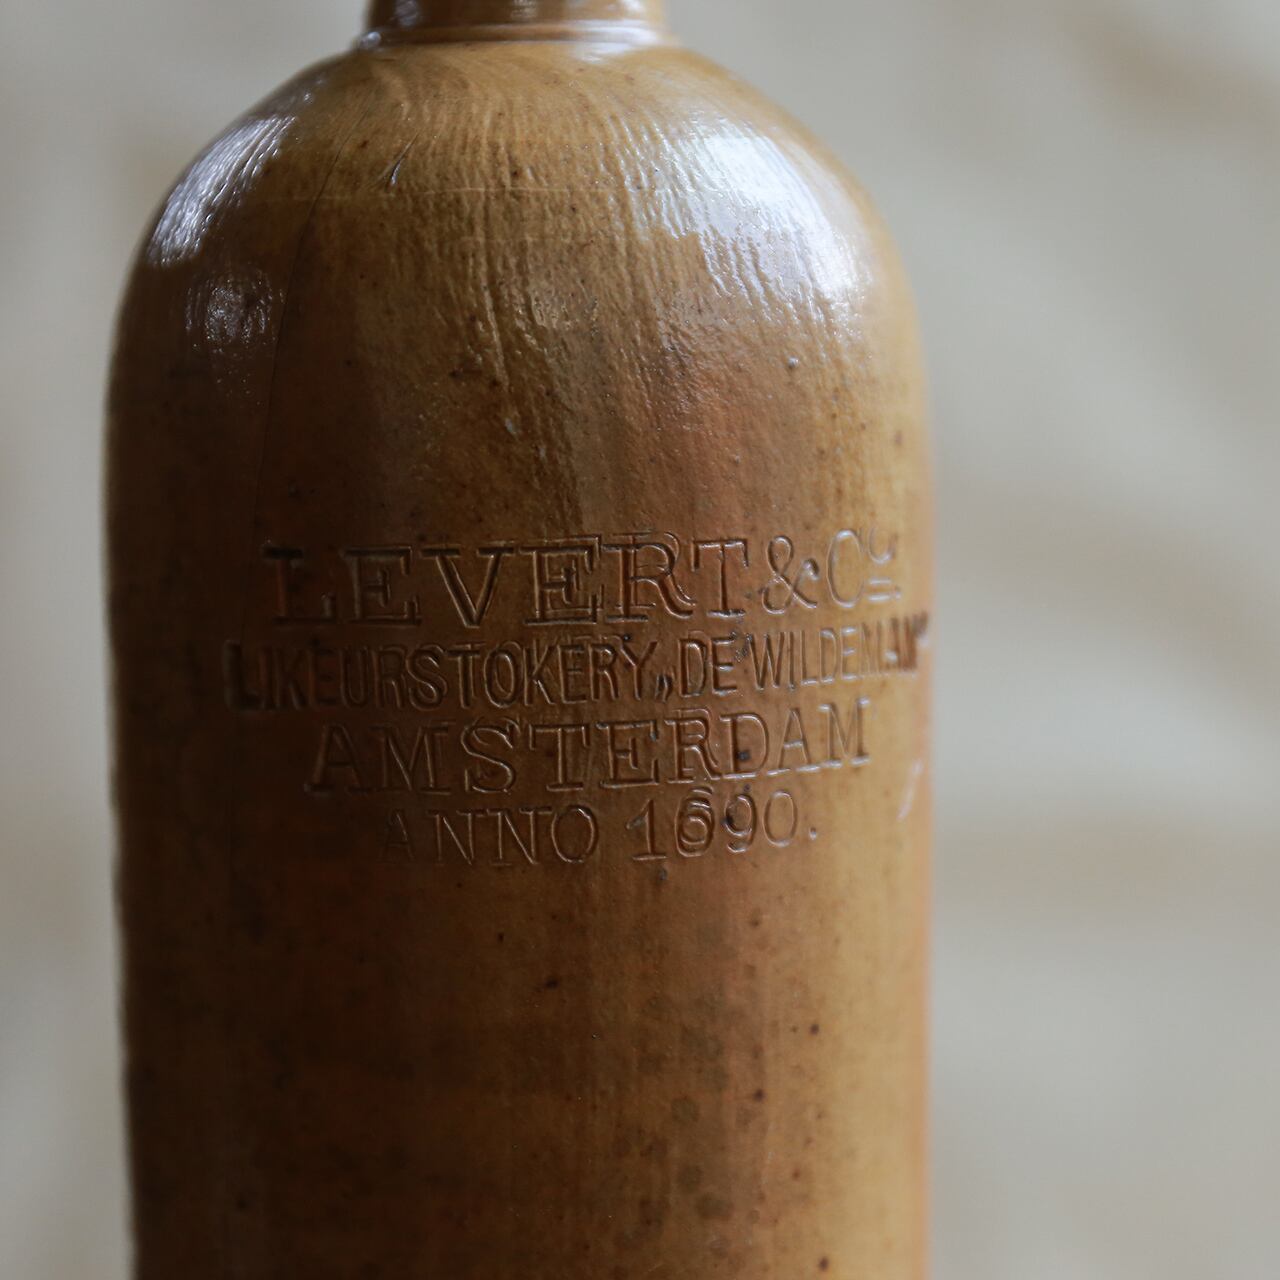 LEVERT & Co.
LIKEURSTOKERY „DE WILDEMAN"
AMSTERDAM
ANNO 1690.